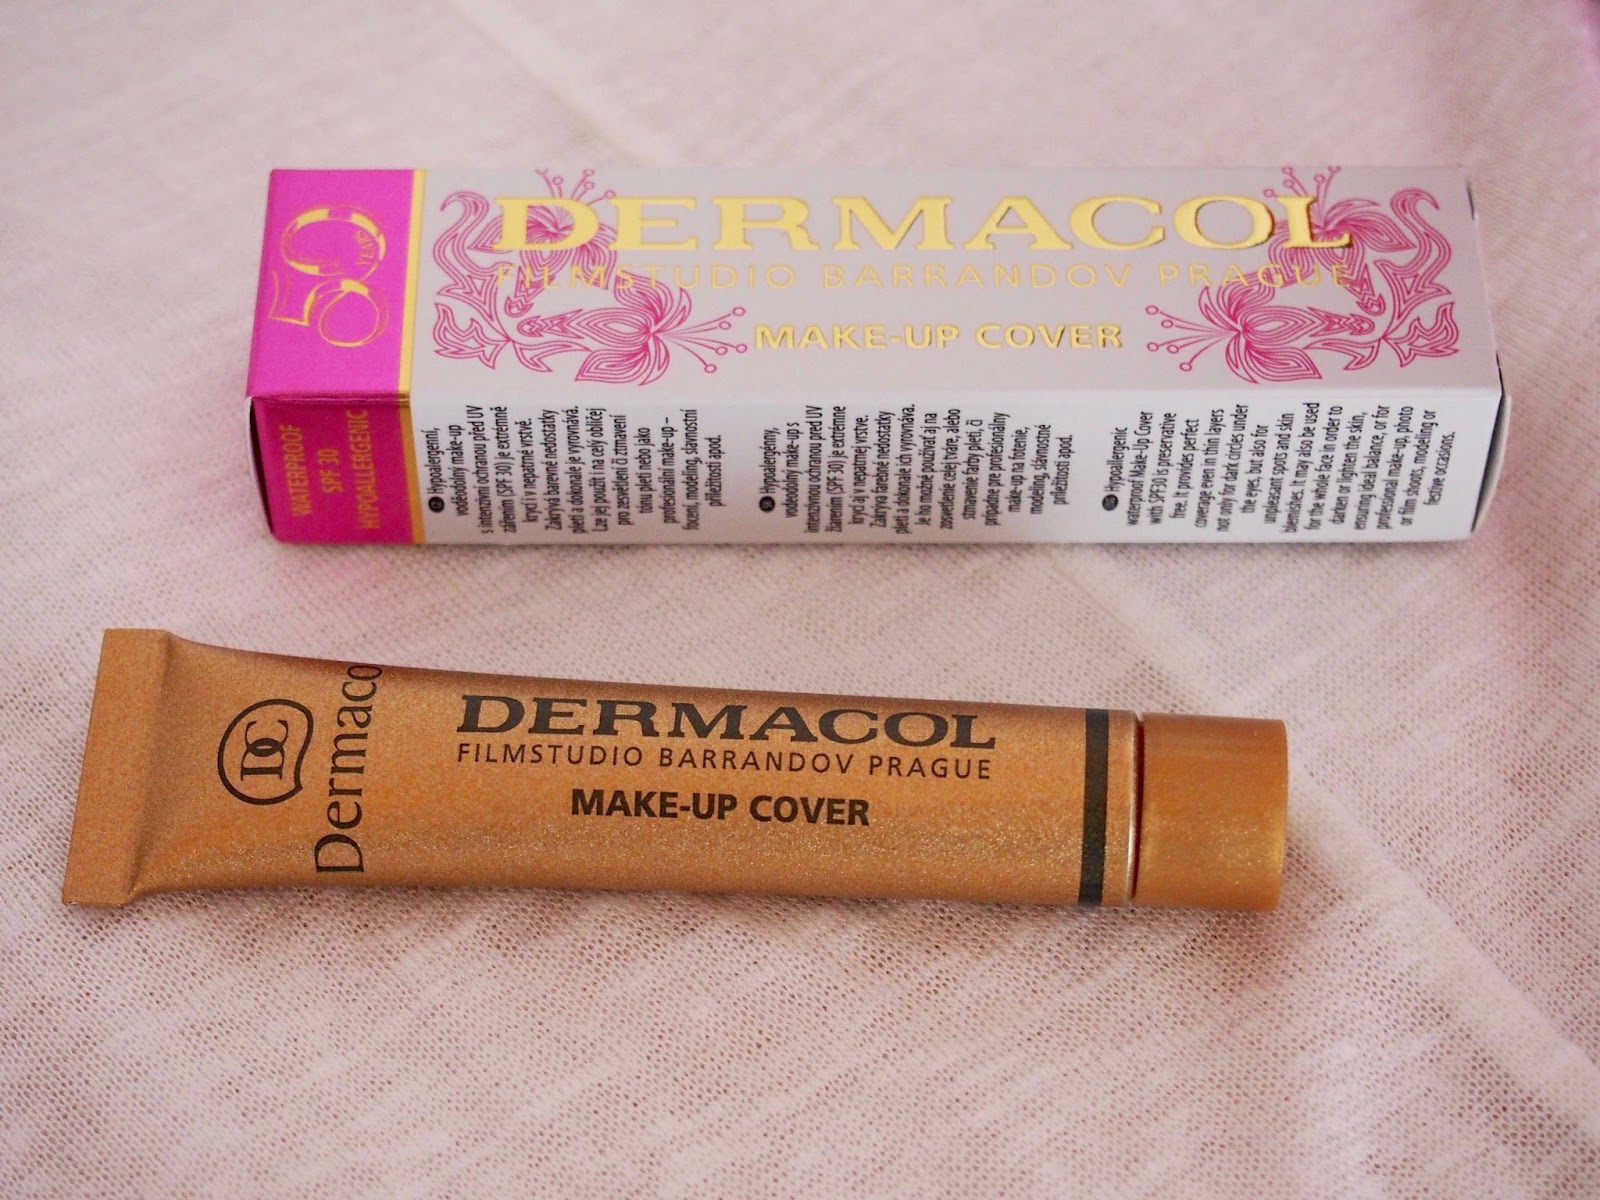 50
YEARS
DERMACOL
FILMSTUDIO BARRANDOV PRAGUE
MAKE-UP COVER
WATERPROOF
SPF 30
HYPOALERGENIC
Hypoalergenní,
voděodolný make-up
s intenzivní ochranou před UV
zářením (SPF 30) je extrémně
krycí v nepatrné vrstvě.
Zakrývá barevné nedostatky
pleti a dokonale je vyrovnává.
Lze jej použít i na celý obličej
pro zesvětlení či ztmavení
tónu pleti nebo jako
profesionální make-up –
focení, modeling, slavnostní
příležitosti apod.
Hypoalergénny,
vodeodolný make-up s
intenzívnou ochranou pred UV
žiarením (SPF 30) je extrémne
krycí aj v nepatrnej vrstve.
Zakrýva farebné nedostatky
pleti a dokonale ich vyrovnáva.
Je ho možné používať aj na
zosvetlenie celej tváre, alebo
stmavenie farby pleti, či
prípadne pre profesionálny
make-up na fotenie,
modeling, slávnostné
príležitosti apod.
Hypoallergenic
waterproof Make-Up Cover
with SPF30 is preservative
free. It provides perfect
coverage even in thin layers
not only for dark circles under
the eyes, but also for
unpleasant spots and skin
blemishes. It may also be used
for the whole face in order to
darken or lighten the skin,
ensuring ideal balance, or for
professional make-up, photo
or film shoots, modeling or
festive occasions.
DC
Dermaco
DERMACOL
FILMSTUDIO BARRANDOV PRAGUE
MAKE-UP COVER